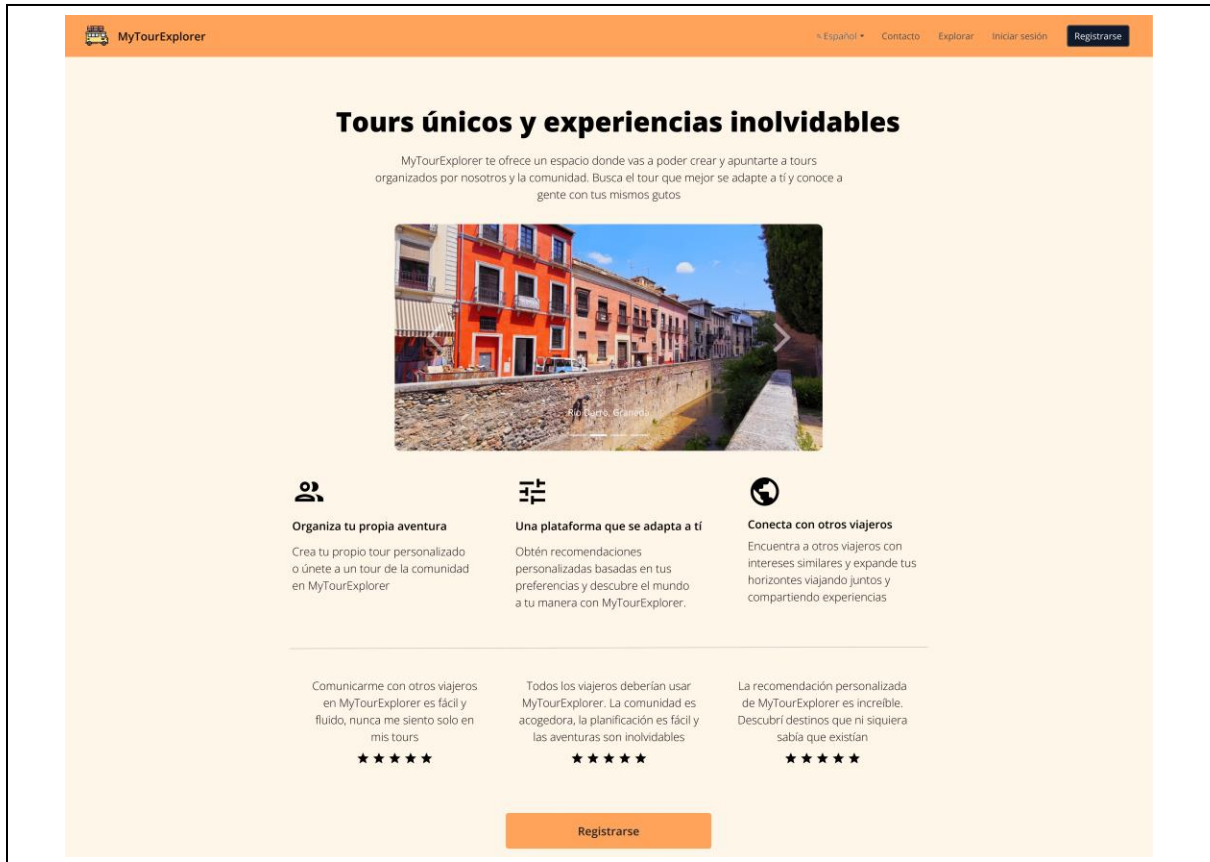 MyTourExplorer
Español
Contacto
Explorar
Iniciar sesión
Registrarse
Tours únicos y experiencias inolvidables
MyTourExplorer te ofrece un espacio donde vas a poder crear y apuntarte a tours
organizados por nosotros y la comunidad. Busca el tour que mejor se adapte a tí y conoce a
gente con tus mismos gutos
Río Darro, Granada
Organiza tu propia aventura
Crea tu propio tour personalizado
o únete a un tour de la comunidad
en MyTourExplorer
Una plataforma que se adapta a tí
Obtén recomendaciones
personalizadas basadas en tus
preferencias y descubre el mundo
a tu manera con MyTourExplorer.
Conecta con otros viajeros
Encuentra a otros viajeros con
intereses similares y expande tus
horizontes viajando juntos y
compartiendo experiencias
Comunicarme con otros viajeros
en MyTourExplorer es fácil y
fluido, nunca me siento solo en
mis tours
Todos los viajeros deberían usar
MyTourExplorer. La comunidad es
acogedora, la planificación es fácil y
las aventuras son inolvidables
La recomendación personalizada
de MyTourExplorer es increíble.
Descubrí destinos que ni siquiera
sabía que existían
Registrarse